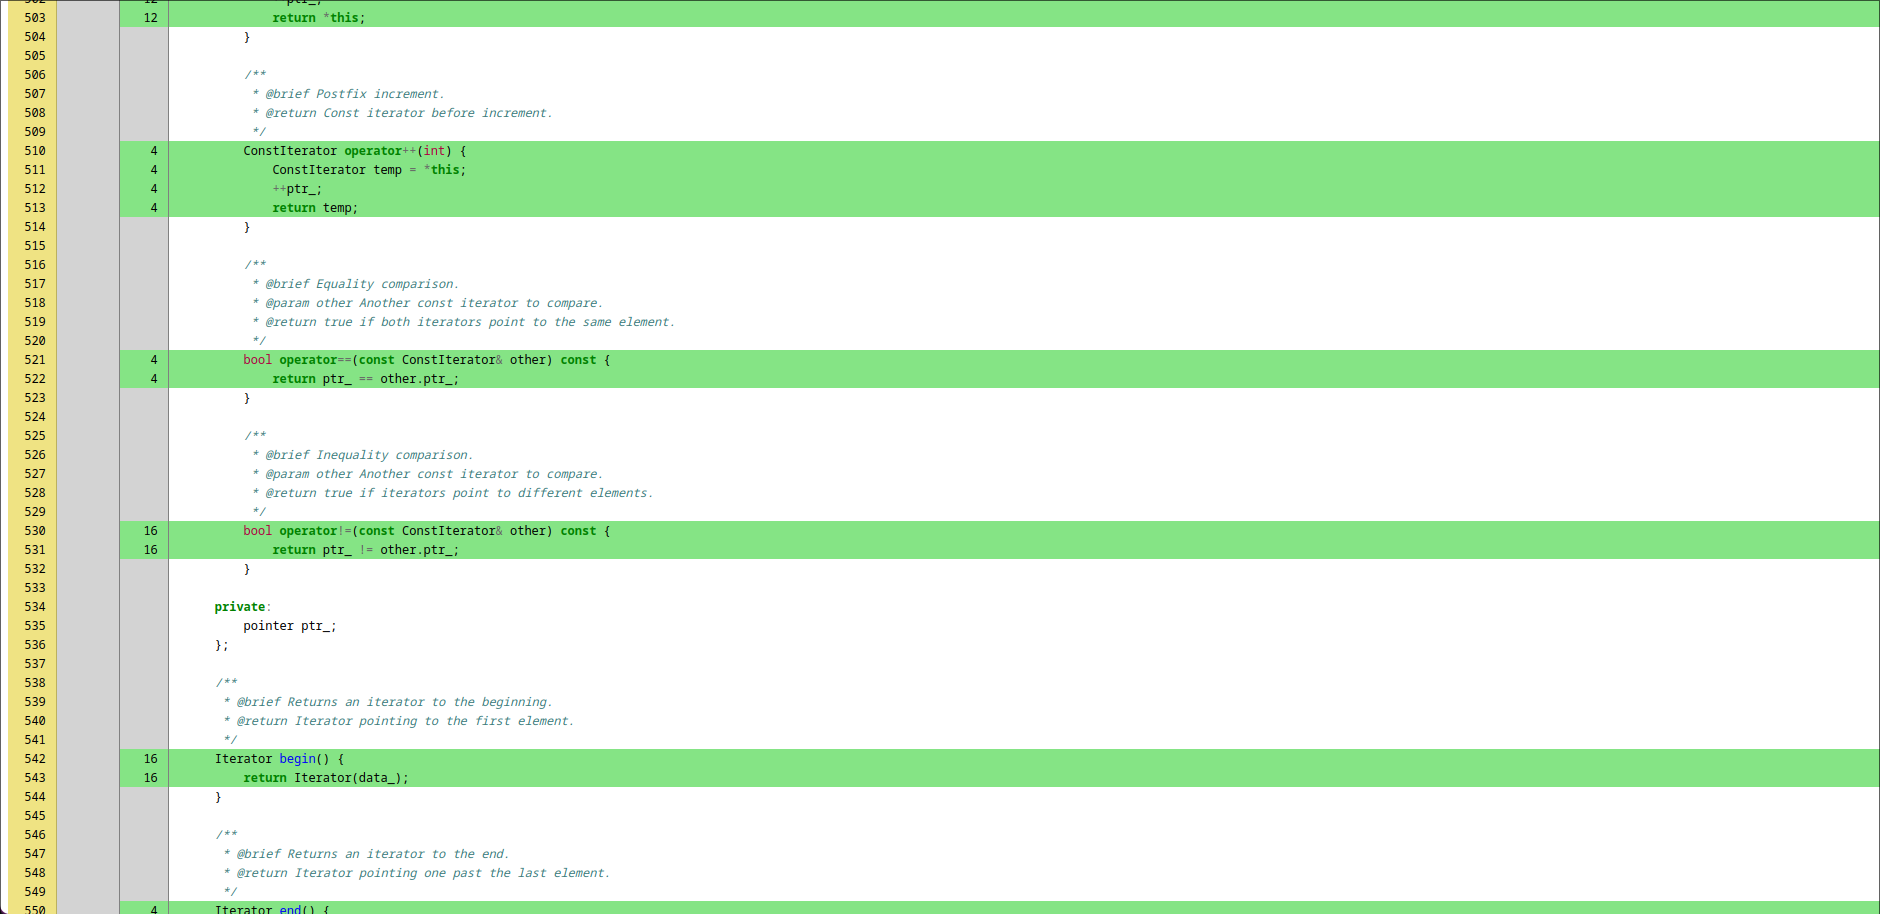 502 12 ++ptr_;
503 12 return *this;
504 }
505
506 /**
507 * @brief Postfix increment.
508 * @return Const iterator before increment.
509 */
510 4 ConstIterator operator++(int) {
511 4 ConstIterator temp = *this;
512 4 ++ptr_;
513 4 return temp;
514 }
515
516 /**
517 * @brief Equality comparison.
518 * @param other Another const iterator to compare.
519 * @return true if both iterators point to the same element.
520 */
521 4 bool operator==(const ConstIterator& other) const {
522 4 return ptr_ == other.ptr_;
523 }
524
525 /**
526 * @brief Inequality comparison.
527 * @param other Another const iterator to compare.
528 * @return true if iterators point to different elements.
529 */
530 16 bool operator!=(const ConstIterator& other) const {
531 16 return ptr_ != other.ptr_;
532 }
533
534 private:
535 pointer ptr_;
536 };
537
538 /**
539 * @brief Returns an iterator to the beginning.
540 * @return Iterator pointing to the first element.
541 */
542 16 Iterator begin() {
543 16 return Iterator(data_);
544 }
545
546 /**
547 * @brief Returns an iterator to the end.
548 * @return Iterator pointing one past the last element.
549 */
550 4 Iterator end() {